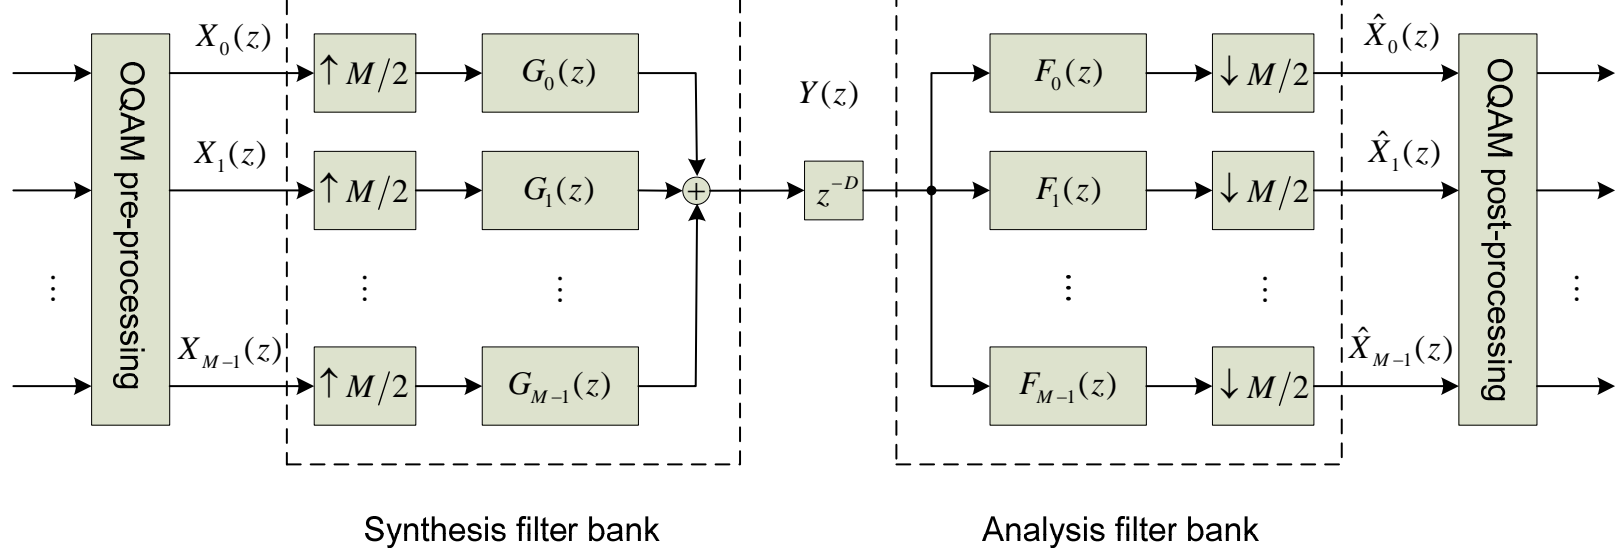 OQAM pre-processing
X_0(z)
↑ M/2
G_0(z)
X_1(z)
↑ M/2
G_1(z)
⋮
⋮
⋮
X_{M-1}(z)
↑ M/2
G_{M-1}(z)
+
Y(z)
z^{-D}
F_0(z)
↓ M/2
X̂_0(z)
F_1(z)
↓ M/2
X̂_1(z)
⋮
⋮
⋮
F_{M-1}(z)
↓ M/2
X̂_{M-1}(z)
OQAM post-processing
Synthesis filter bank
Analysis filter bank